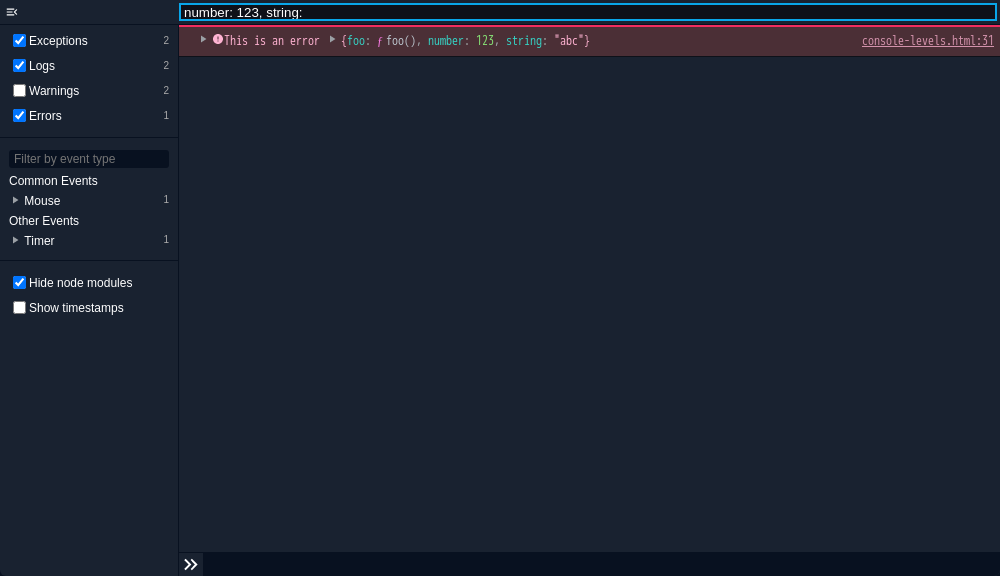 number: 123, string:
Exceptions 2
Logs 2
Warnings 2
Errors 1
Filter by event type
Common Events
Mouse 1
Other Events
Timer 1
Hide node modules
Show timestamps
This is an error {foo: ƒ foo(), number: 123, string: "abc"} console-levels.html:31